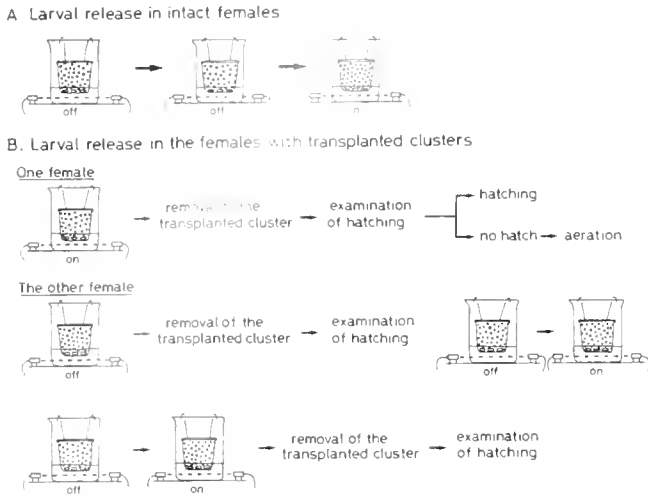 A. Larval release in intact females
off off n
B. Larval release in the females with transplanted clusters
One female
removal the
transplanted cluster
examination
of hatching
hatching
no hatch aeration
on
The other female
removal of the
transplanted cluster
examination
of hatching
off off on
removal of the
transplanted cluster
examination
of hatching
off on